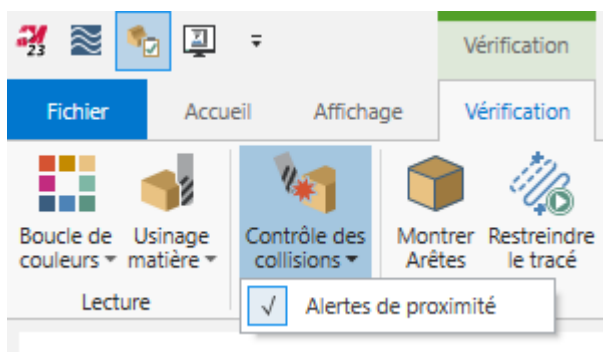 23
Vérification
Fichier
Accueil
Affichage
Vérification
Boucle de
couleurs
Usinage
matière
Contrôle des
collisions
Montrer
Arêtes
Restreindre
le tracé
Lecture
√ Alertes de proximité